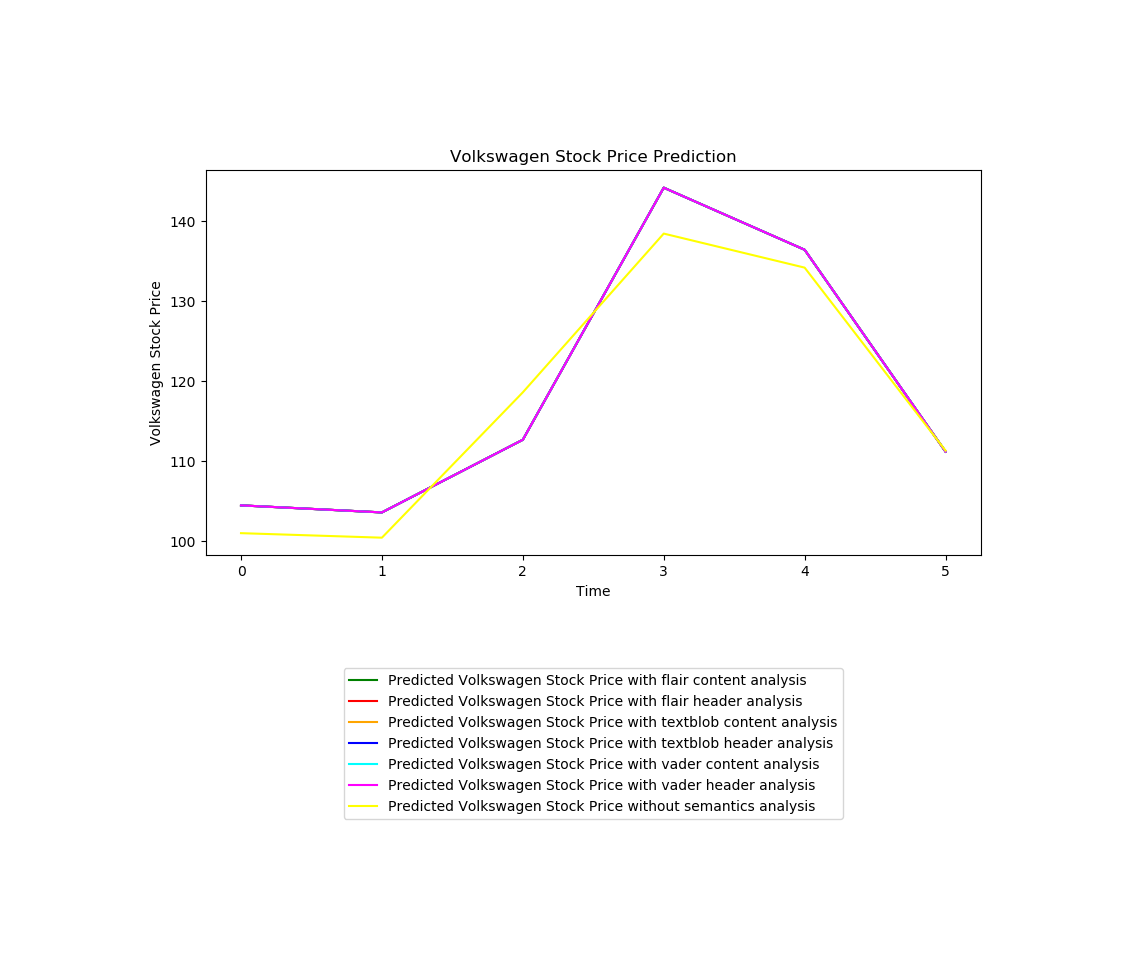 Volkswagen Stock Price Prediction
140
130
120
110
100
Volkswagen Stock Price
0 1 2 3 4 5
Time
Predicted Volkswagen Stock Price with flair content analysis
Predicted Volkswagen Stock Price with flair header analysis
Predicted Volkswagen Stock Price with textblob content analysis
Predicted Volkswagen Stock Price with textblob header analysis
Predicted Volkswagen Stock Price with vader content analysis
Predicted Volkswagen Stock Price with vader header analysis
Predicted Volkswagen Stock Price without semantics analysis